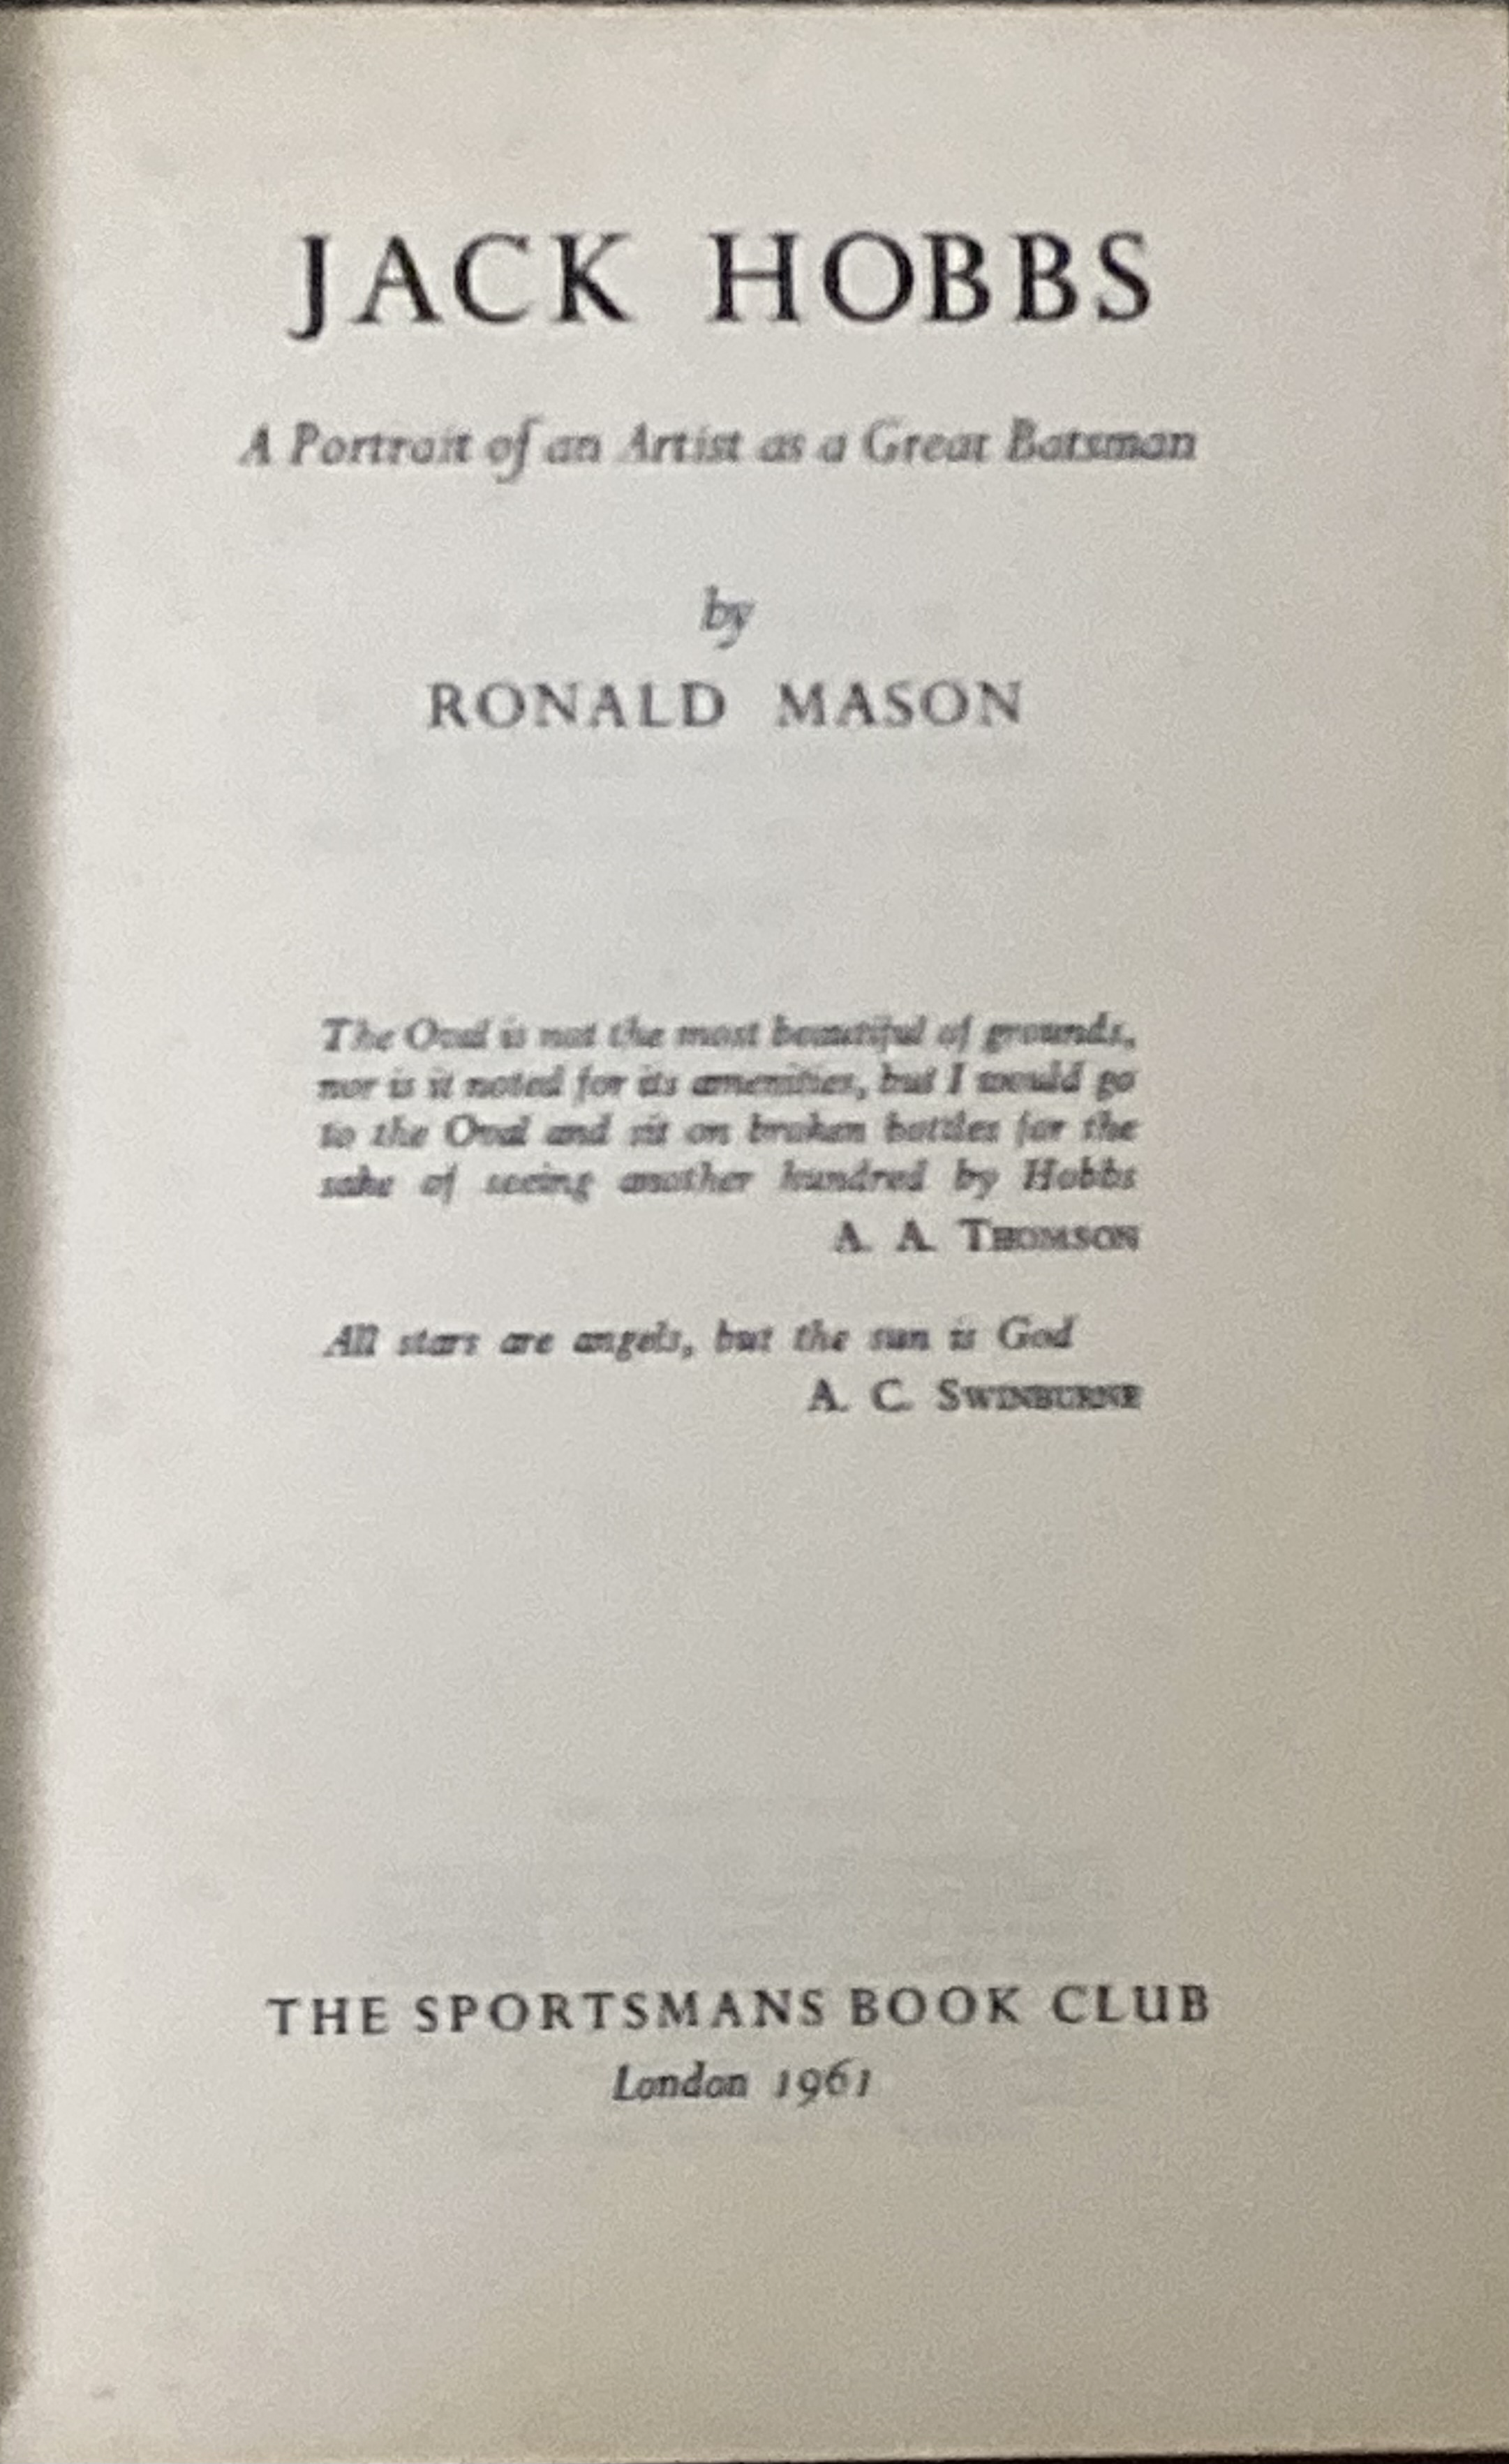 JACK HOBBS
A Portrait of an Artist as a Great Batsman
by
RONALD MASON
The Oval is not the most beautiful of grounds,
nor is it noted for its amenities, but I would go
to the Oval and sit on broken bottles for the
sake of seeing another hundred by Hobbs
A. A. THOMSON
All stars are angels, but the sun is God
A. C. SWINBURNE
THE SPORTSMANS BOOK CLUB
London 1961